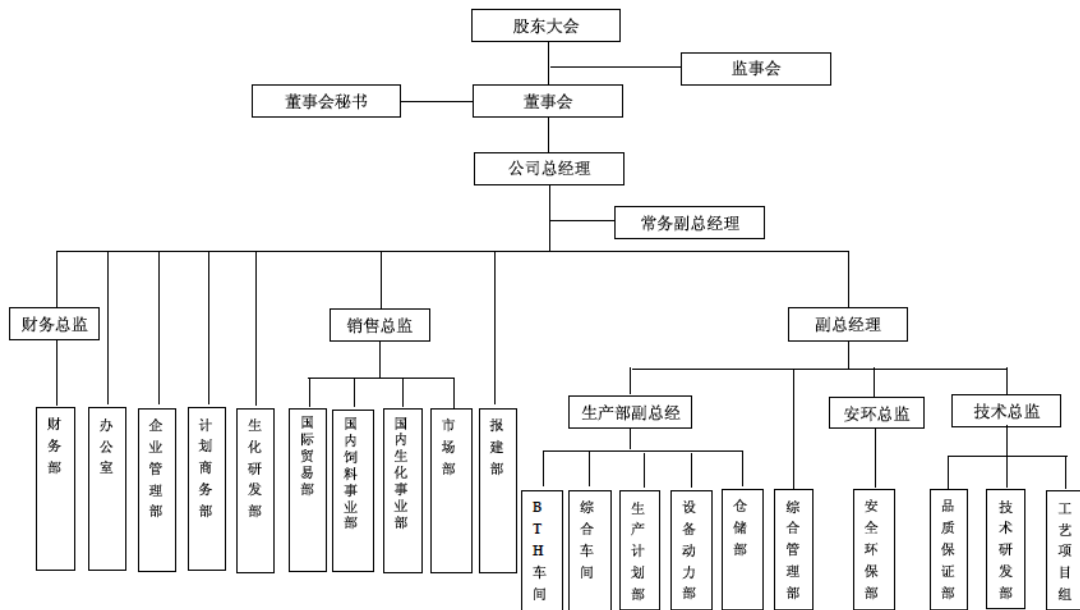 股东大会
监事会
董事会秘书
董事会
公司总经理
常务副总经理
财务总监
销售总监
副总经理
生产部副总经
安环总监
技术总监
财务部
办公室
企业管理部
计划商务部
生化研发部
国际贸易部
国内饲料事业部
国内生化事业部
市场部
报建部
BTH车间
综合车间
生产计划部
设备动力部
仓储部
综合管理部
安全环保部
品质保证部
技术研发部
工艺项目组